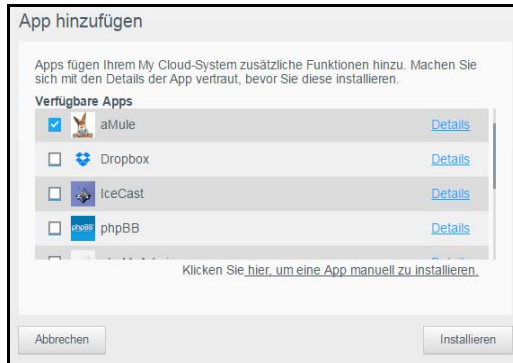 App hinzufügen
Apps fügen Ihrem My Cloud-System zusätzliche Funktionen hinzu. Machen Sie
sich mit den Details der App vertraut, bevor Sie diese installieren.
Verfügbare Apps
aMule Details
Dropbox Details
IceCast Details
phpBB phpBB Details
Klicken Sie hier, um eine App manuell zu installieren.
Abbrechen Installieren